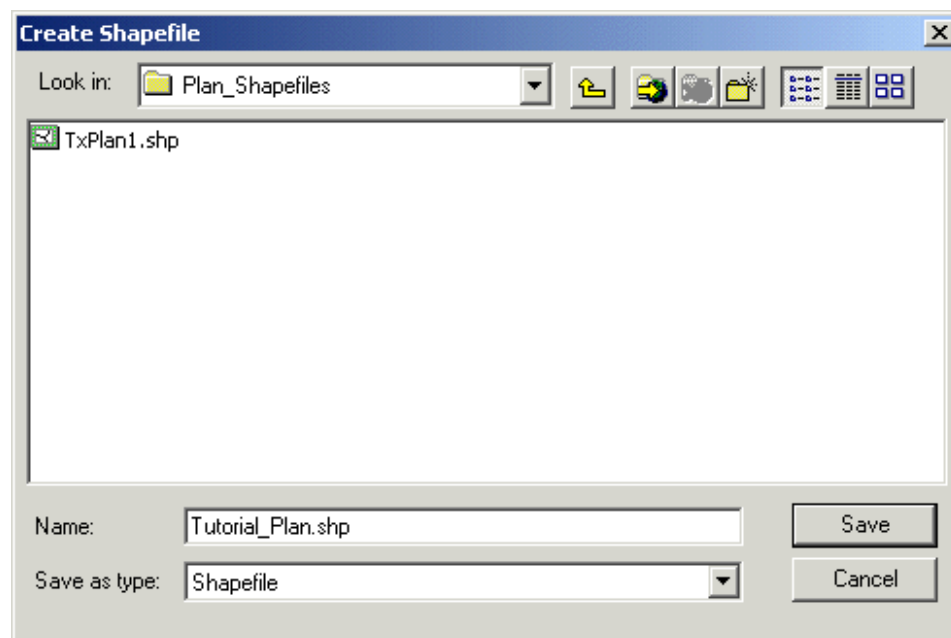 Create Shapefile
Look in: Plan_Shapefiles
TxPlan1.shp
Name: Tutorial_Plan.shp Save
Save as type: Shapefile Cancel